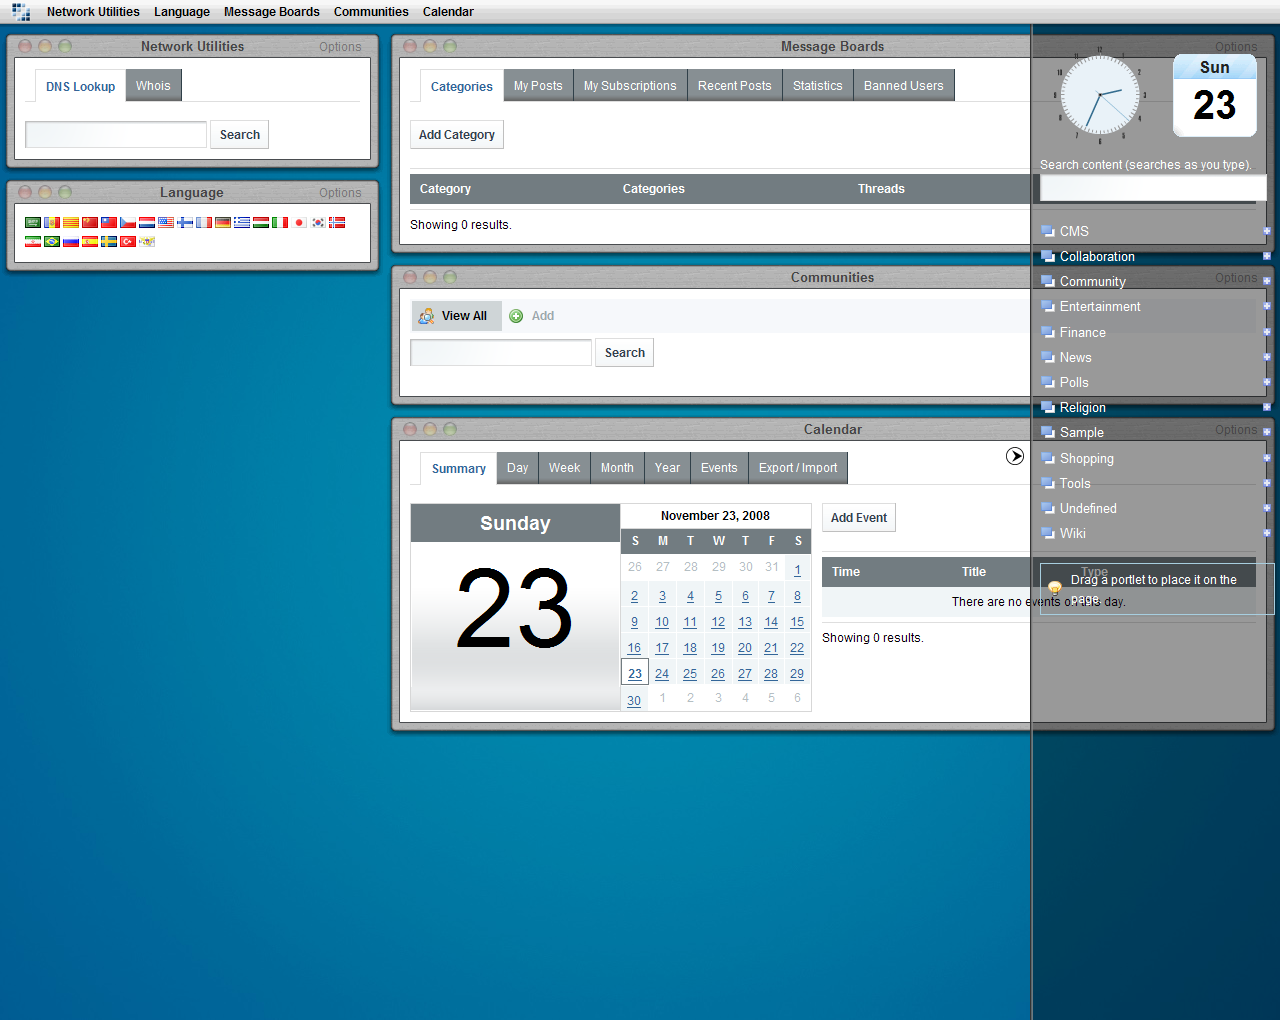 Network Utilities Language Message Boards Communities Calendar
Network Utilities Options
DNS Lookup Whois
Search
Language Options
Message Boards Options
Categories My Posts My Subscriptions Recent Posts Statistics Banned Users
Add Category
Category Categories Threads
Showing 0 results.
Communities Options
View All Add
Search
Calendar Options
Summary Day Week Month Year Events Export / Import
Sunday
23
November 23, 2008
S M T W T F S
26 27 28 29 30 31 1
2 3 4 5 6 7 8
9 10 11 12 13 14 15
16 17 18 19 20 21 22
23 24 25 26 27 28 29
30 1 2 3 4 5 6
Add Event
Time Title Type
There are no events on this day.
Showing 0 results.
Sun
23
Search content (searches as you type).
CMS
Collaboration
Community
Entertainment
Finance
News
Polls
Religion
Sample
Shopping
Tools
Undefined
Wiki
Drag a portlet to place it on the
page.